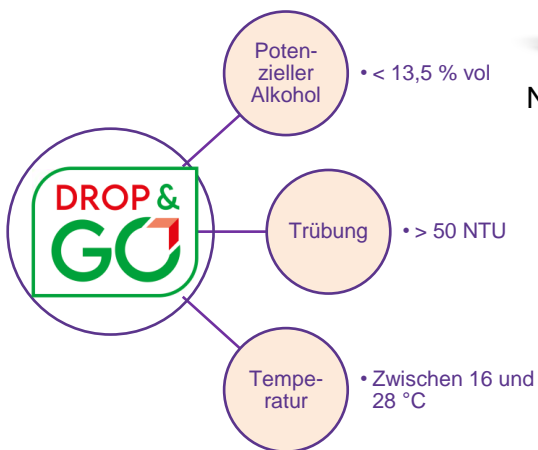 Poten-
zieller
Alkohol
• < 13,5 % vol
N
DROP &
GO
Trübung
• > 50 NTU
Tempe-
ratur
• Zwischen 16 und
28 °C